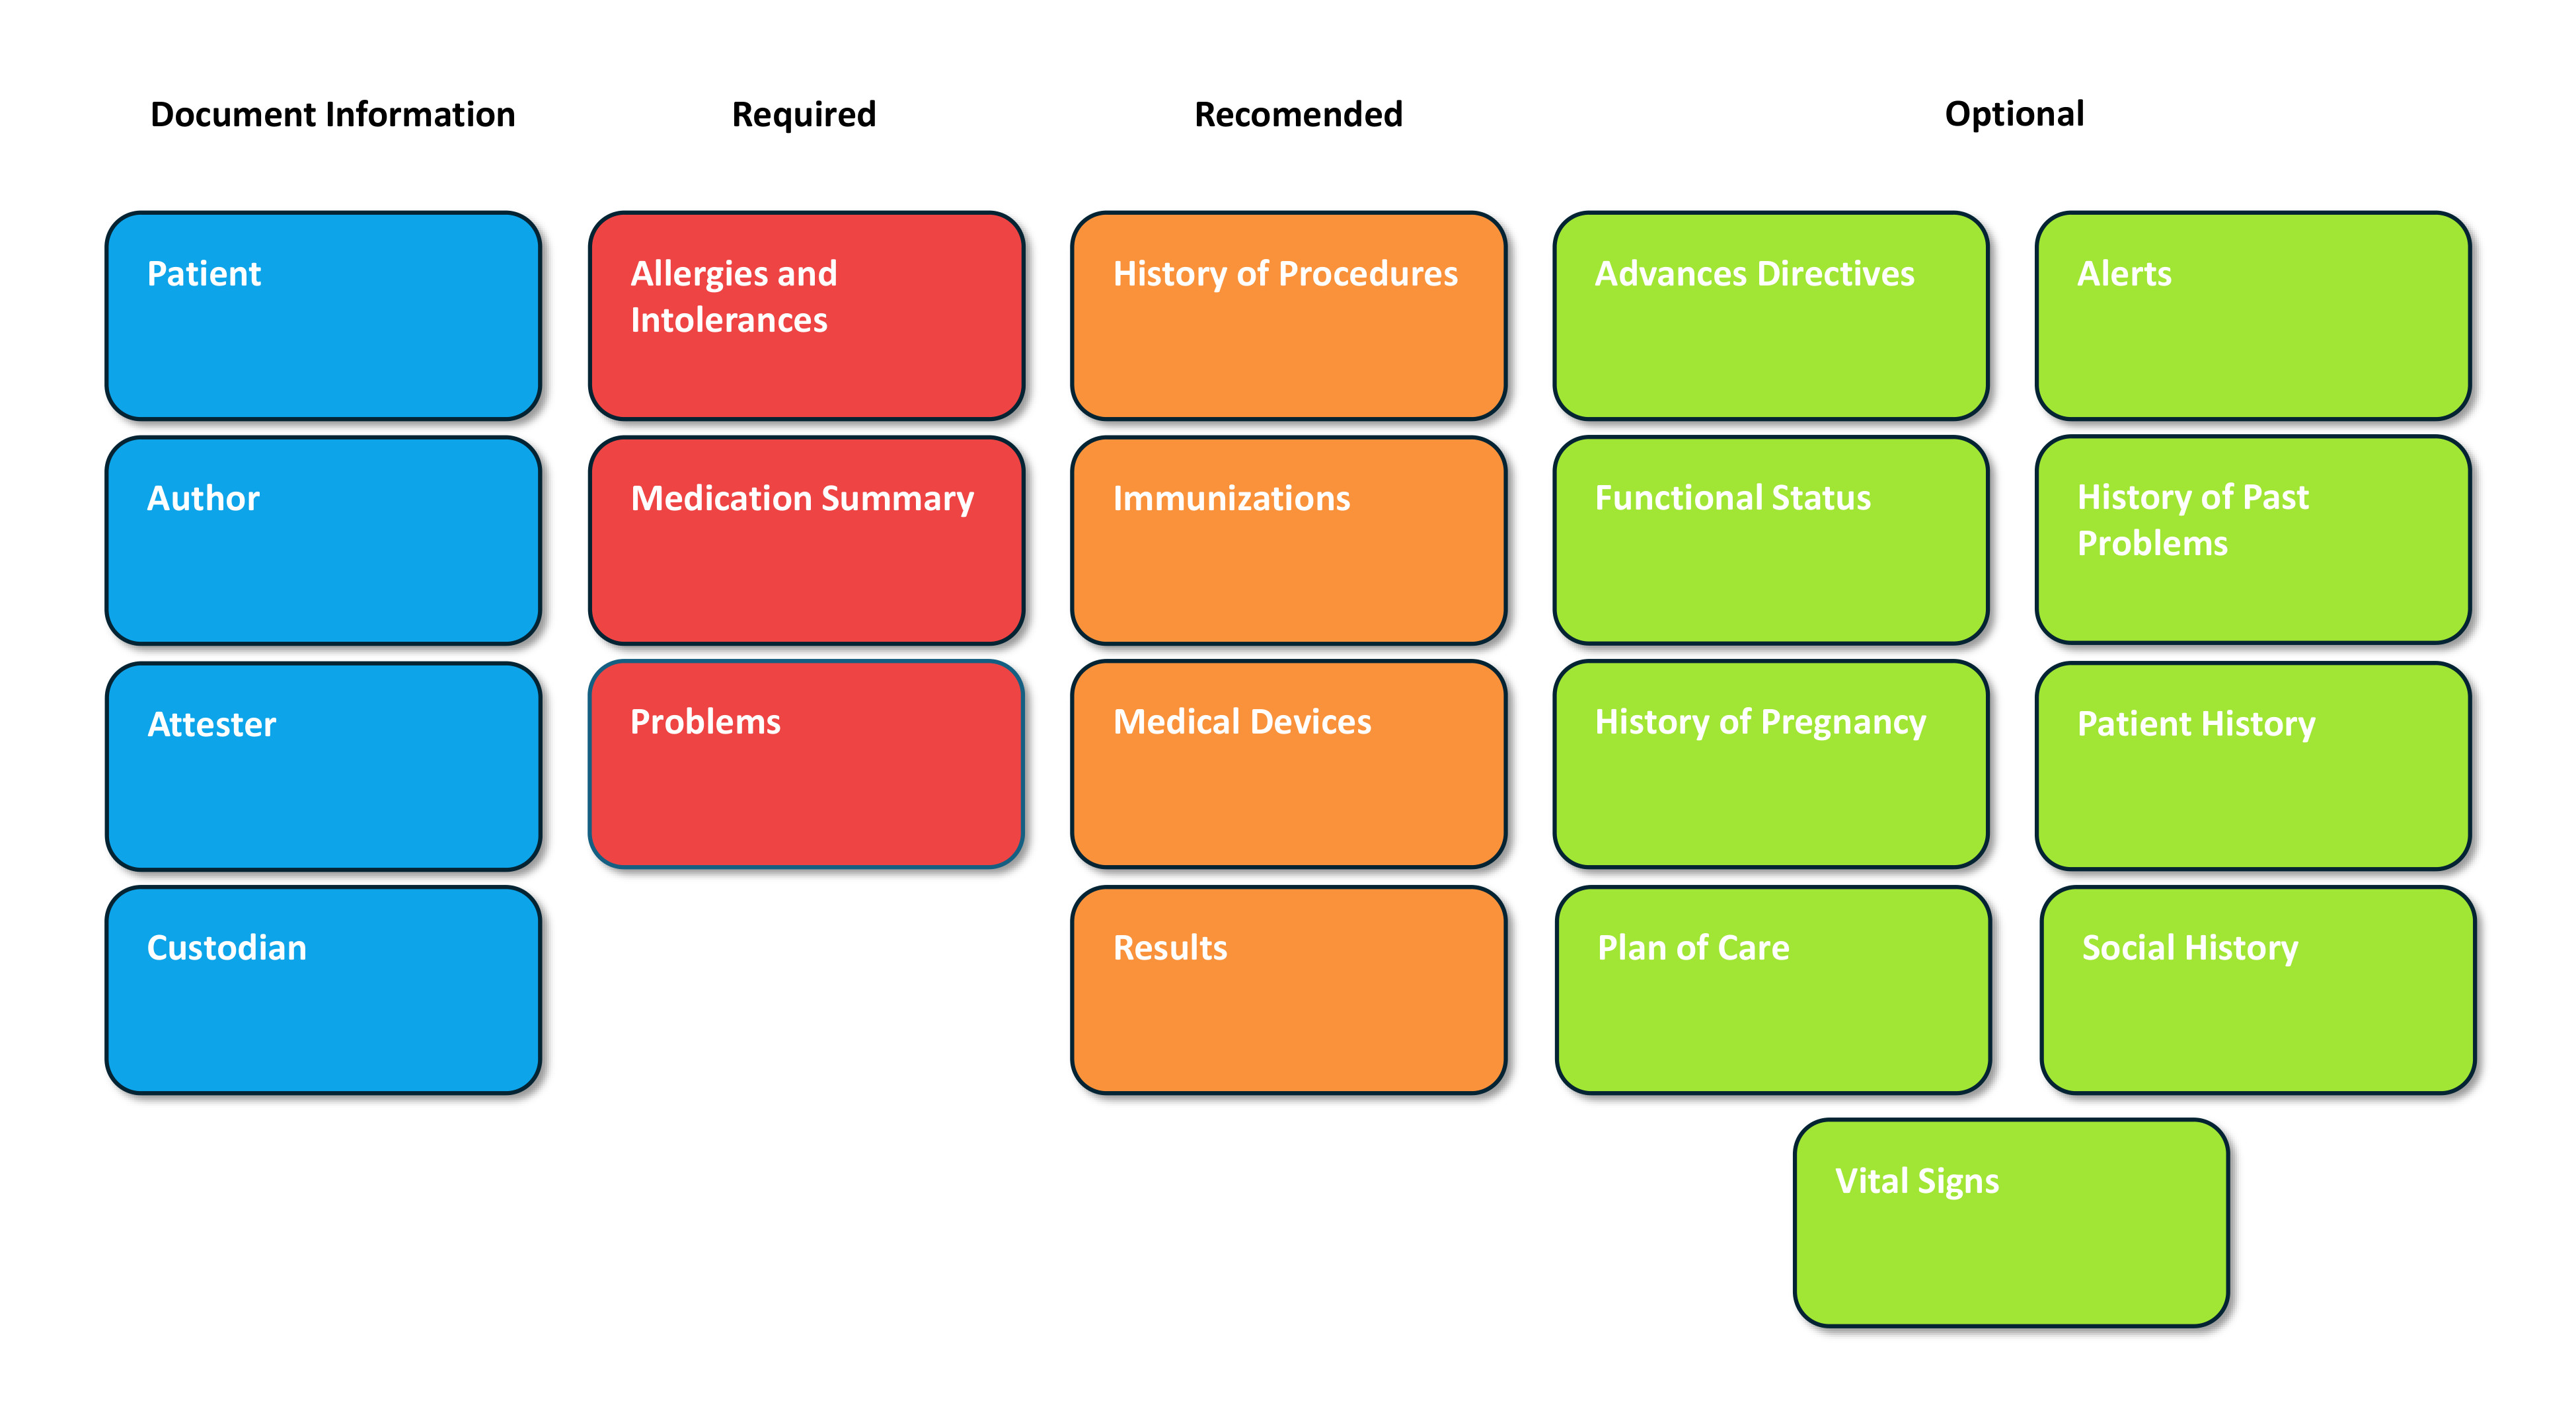 Document Information
Required
Recomended
Optional
Patient
Allergies and
Intolerances
History of Procedures
Advances Directives
Alerts
Author
Medication Summary
Immunizations
Functional Status
History of Past
Problems
Attester
Problems
Medical Devices
History of Pregnancy
Patient History
Custodian
Results
Plan of Care
Social History
Vital Signs